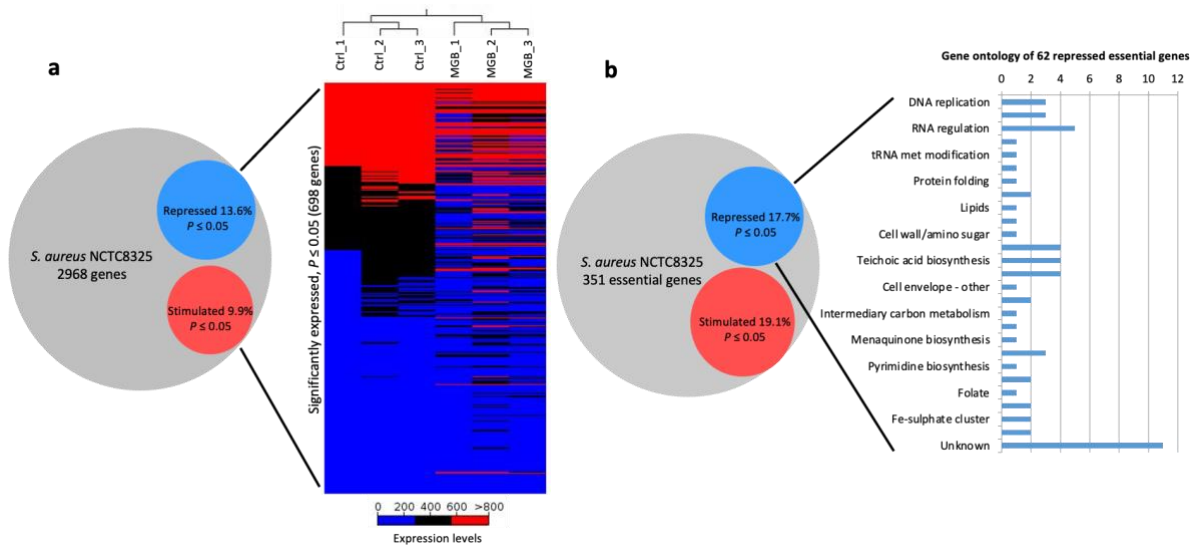 a
Ctrl_1
Ctrl_2
Ctrl_3
MGB_1
MGB_2
MGB_3
Repressed 13.6%
P ≤ 0.05
S. aureus NCTC8325
2968 genes
Stimulated 9.9%
P ≤ 0.05
Significantly expressed, P ≤ 0.05 (698 genes)
0 200 400 600 >800
Expression levels
b
Repressed 17.7%
P ≤ 0.05
S. aureus NCTC8325
351 essential genes
Stimulated 19.1%
P ≤ 0.05
Gene ontology of 62 repressed essential genes
0 2 4 6 8 10 12
DNA replication
RNA regulation
tRNA met modification
Protein folding
Lipids
Cell wall/amino sugar
Teichoic acid biosynthesis
Cell envelope - other
Intermediary carbon metabolism
Menaquinone biosynthesis
Pyrimidine biosynthesis
Folate
Fe-sulphate cluster
Unknown